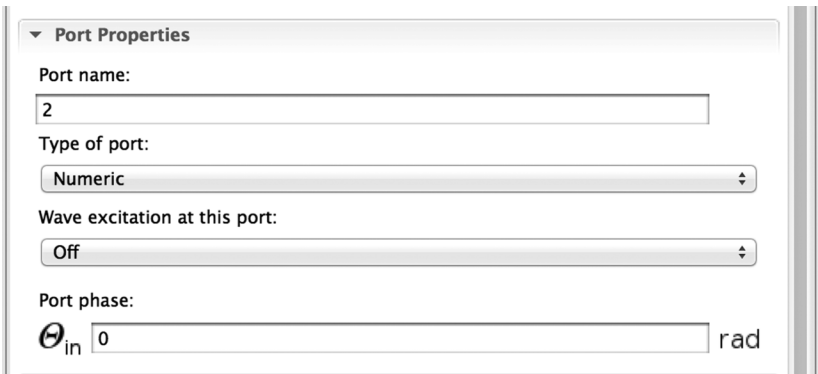 Port Properties
Port name:
2
Type of port:
Numeric
Wave excitation at this port:
Off
Port phase:
Θin 0 rad